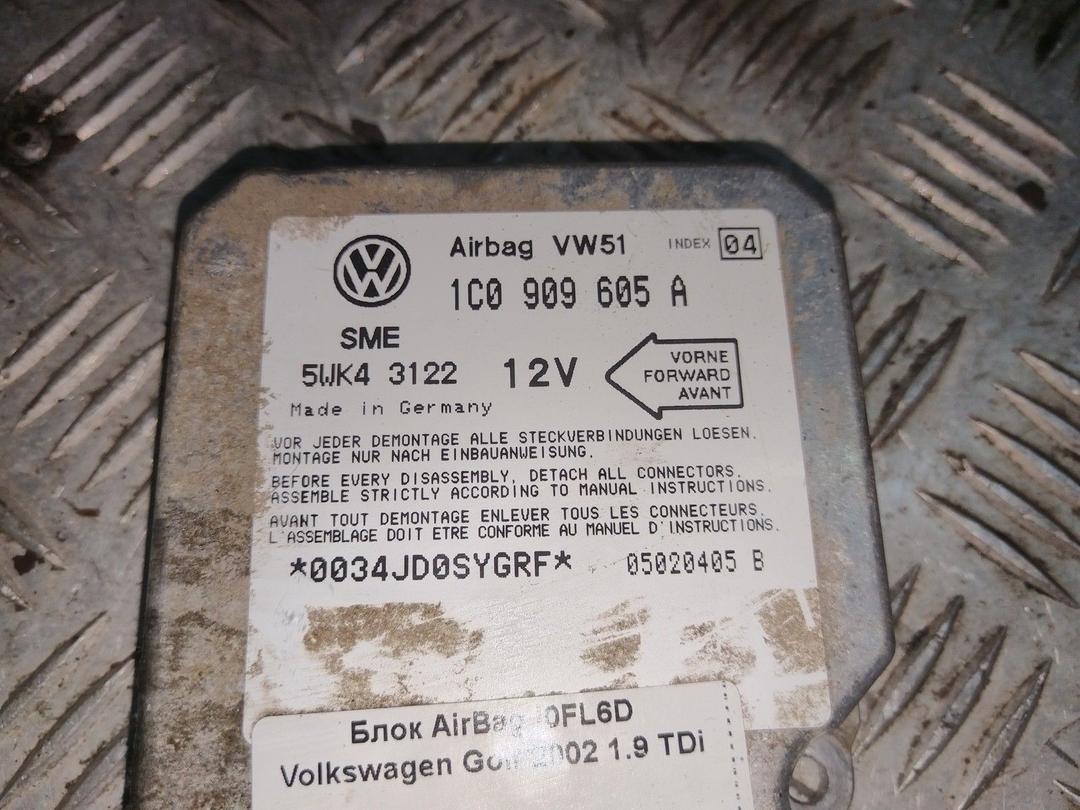 Airbag VW51 INDEX 04
1C0 909 605 A
SME
5WK4 3122 12V
VORNE
FORWARD
AVANT
Made in Germany
VOR JEDER DEMONTAGE ALLE STECKVERBINDUNGEN LOESEN.
MONTAGE NUR NACH EINBAUANWEISUNG.
BEFORE EVERY DISASSEMBLY, DETACH ALL CONNECTORS.
ASSEMBLE STRICTLY ACCORDING TO MANUAL INSTRUCTIONS.
AVANT TOUT DEMONTAGE ENLEVER TOUS LES CONNECTEURS.
L'ASSEMBLAGE DOIT ETRE CONFORME AU MANUEL D'INSTRUCTIONS.
*0034JD0SYGRF* 05020405 B
Блок AirBag 0FL6D
Volkswagen Golf 2002 1.9 TDi